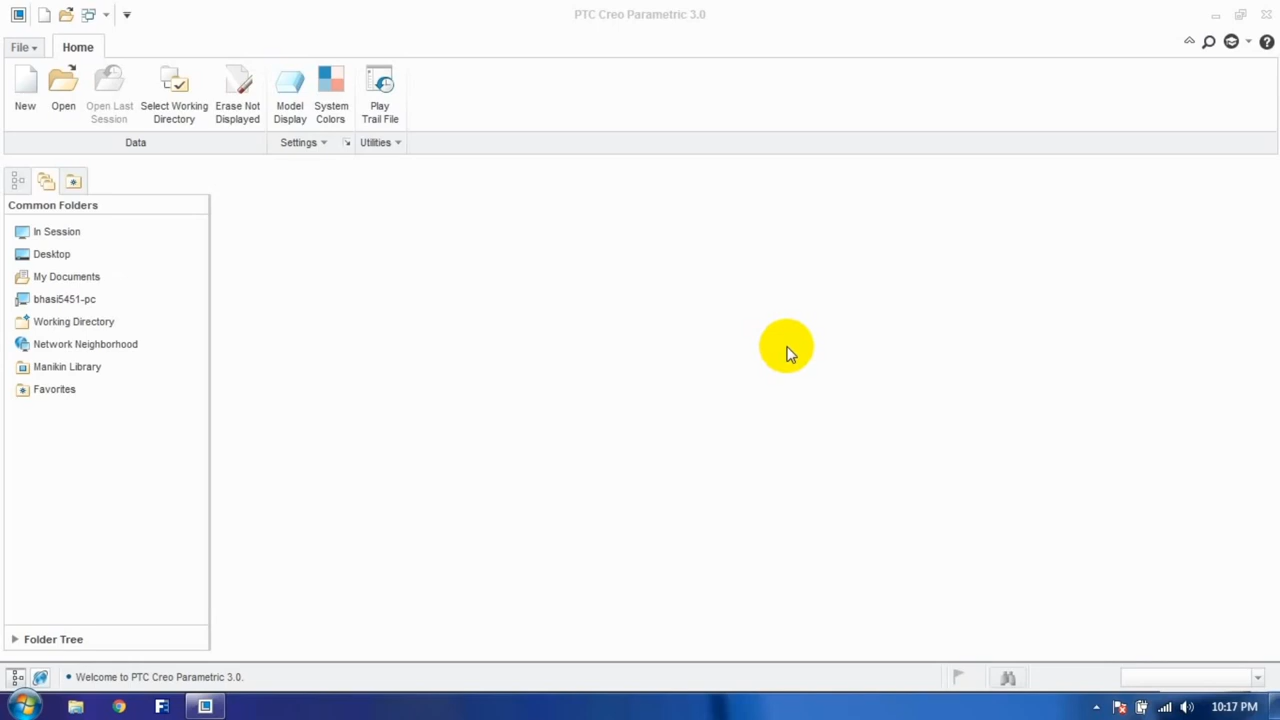 PTC Creo Parametric 3.0
File
Home
New
Open
Open Last
Session
Select Working
Directory
Erase Not
Displayed
Model
Display
System
Colors
Play
Trail File
Data
Settings
Utilities
Common Folders
In Session
Desktop
My Documents
bhasi5451-pc
Working Directory
Network Neighborhood
Manikin Library
Favorites
Folder Tree
Welcome to PTC Creo Parametric 3.0.
10:17 PM